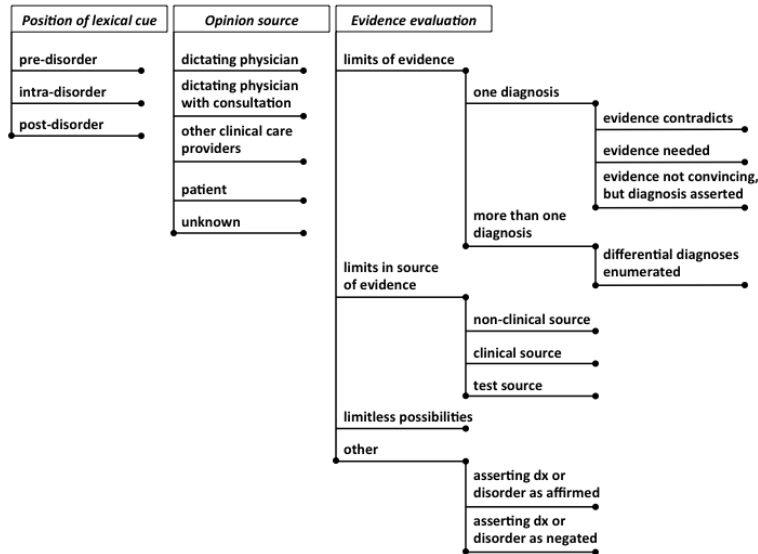 Position of lexical cue
pre-disorder
intra-disorder
post-disorder
Opinion source
dictating physician
dictating physician
with consultation
other clinical care
providers
patient
unknown
Evidence evaluation
limits of evidence
one diagnosis
evidence contradicts
evidence needed
evidence not convincing,
but diagnosis asserted
more than one
diagnosis
differential diagnoses
enumerated
limits in source
of evidence
non-clinical source
clinical source
test source
limitless possibilities
other
asserting dx or
disorder as affirmed
asserting dx or
disorder as negated